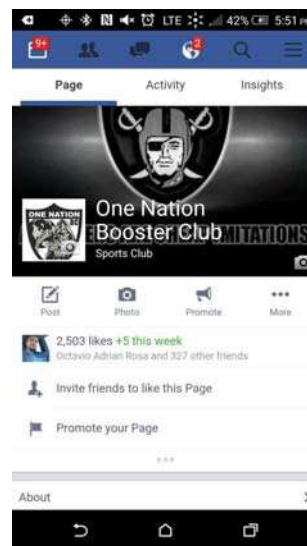 LTE 42% 5:51 PM
9+
2
Page Activity Insights
ONE NATION
One Nation
Booster Club
MITATIONS
Sports Club
Post Photo Promote More
2,503 likes +5 this week
Octavio Adrian Rosa and 327 other friends
Invite friends to like this Page
Promote your Page
About